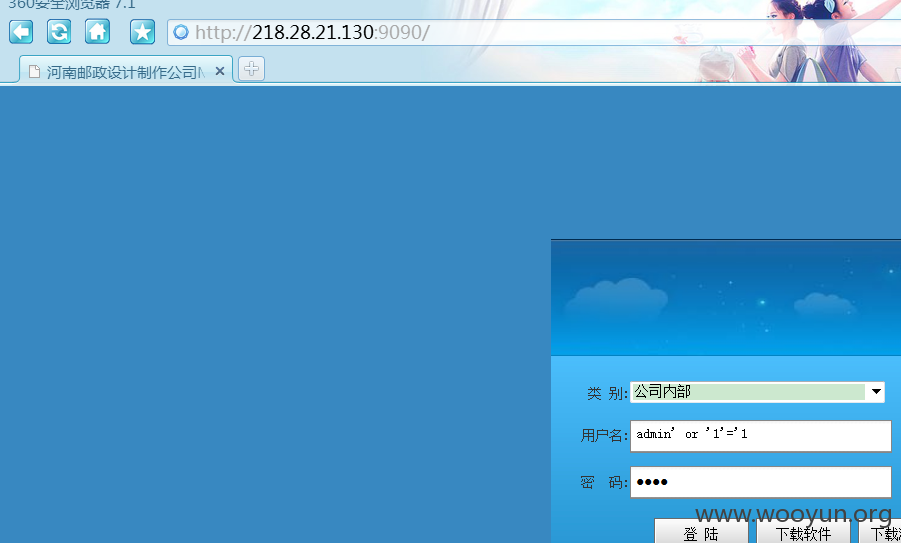 360安全浏览器 7.1
http://218.28.21.130:9090/
河南邮政设计制作公司
类 别: 公司内部
用户名: admin' or '1'='1
密 码: ●●●●
www.wooyun.org
登 陆 下载软件 下载